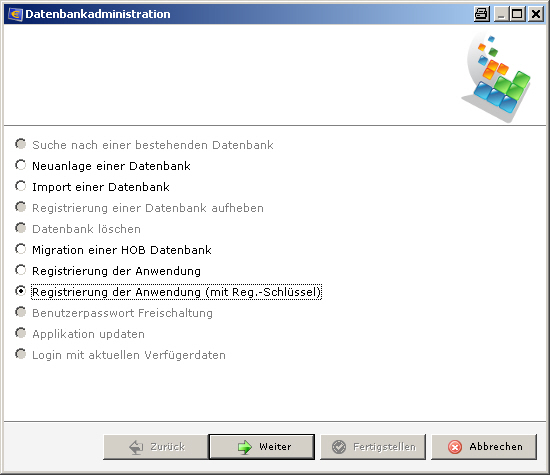 Datenbankadministration
Suche nach einer bestehenden Datenbank
Neuanlage einer Datenbank
Import einer Datenbank
Registrierung einer Datenbank aufheben
Datenbank löschen
Migration einer HOB Datenbank
Registrierung der Anwendung
Registrierung der Anwendung (mit Reg.-Schlüssel)
Benutzerpasswort Freischaltung
Applikation updaten
Login mit aktuellen Verfügerdaten
Zurück Weiter Fertigstellen Abbrechen